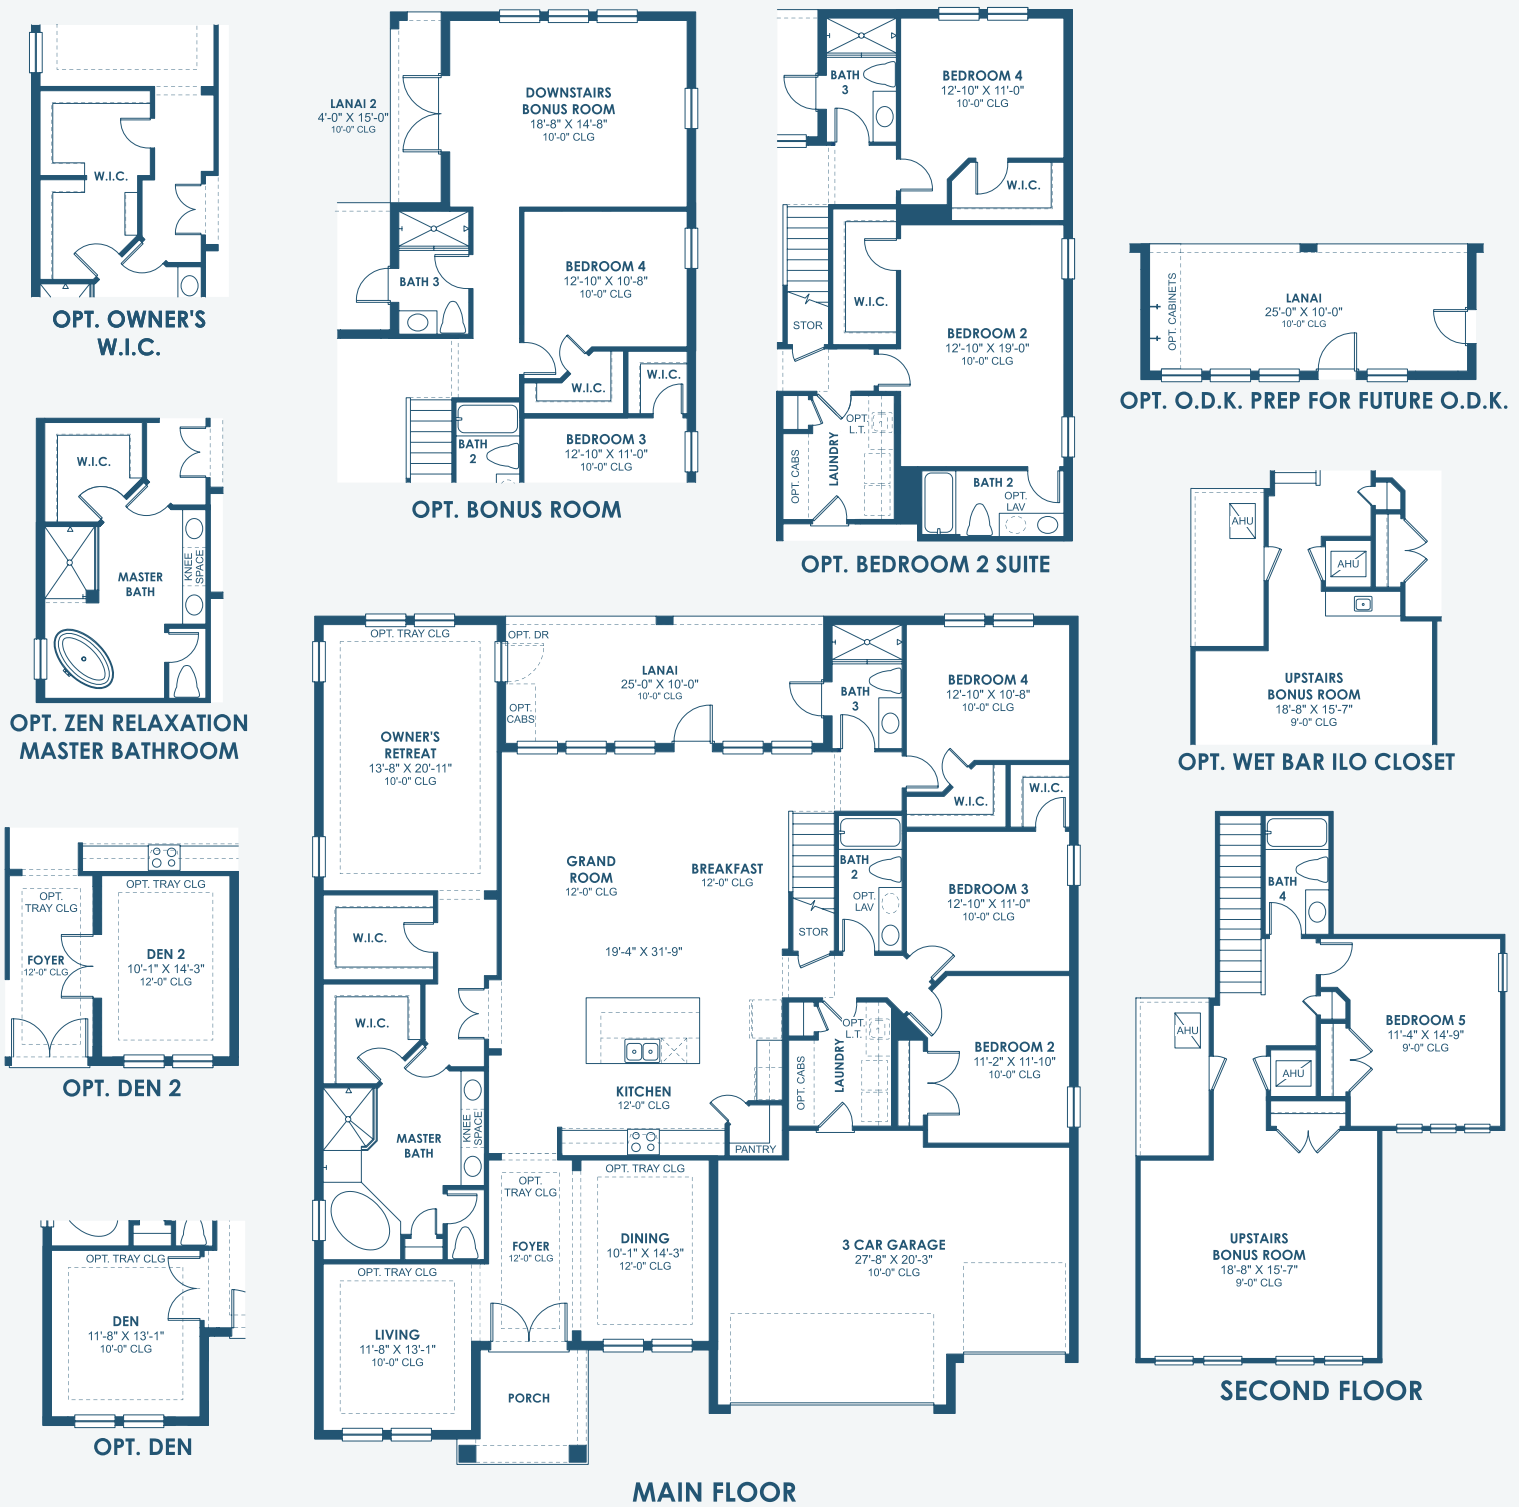 W.I.C.
OPT. OWNER'S
W.I.C.
LANAI 2
4'-0" X 15'-0"
10'-0" CLG
DOWNSTAIRS
BONUS ROOM
18'-8" X 14'-8"
10'-0" CLG
BATH 3
BEDROOM 4
12'-10" X 10'-8"
10'-0" CLG
W.I.C.
W.I.C.
BATH
2
BEDROOM 3
12'-10" X 11'-0"
10'-0" CLG
OPT. BONUS ROOM
BATH
3
BEDROOM 4
12'-10" X 11'-0"
10'-0" CLG
W.I.C.
W.I.C.
STOR
BEDROOM 2
12'-10" X 19'-0"
10'-0" CLG
OPT.
L.T.
LAUNDRY
OPT. CABS
BATH 2
OPT.
LAV
OPT. BEDROOM 2 SUITE
OPT. CABINETS
LANAI
25'-0" X 10'-0"
10'-0" CLG
OPT. O.D.K. PREP FOR FUTURE O.D.K.
W.I.C.
MASTER
BATH
KNEE
SPACE
OPT. ZEN RELAXATION
MASTER BATHROOM
AHU
AHU
UPSTAIRS
BONUS ROOM
18'-8" X 15'-7"
9'-0" CLG
OPT. WET BAR ILO CLOSET
OPT. TRAY CLG
OPT.
TRAY CLG
FOYER
12'-0" CLG
DEN 2
10'-1" X 14'-3"
12'-0" CLG
OPT. DEN 2
OPT. TRAY CLG
DEN
11'-8" X 13'-1"
10'-0" CLG
OPT. DEN
OPT. TRAY CLG
OWNER'S
RETREAT
13'-8" X 20'-11"
10'-0" CLG
OPT. DR
OPT.
CABS
LANAI
25'-0" X 10'-0"
10'-0" CLG
BATH
3
BEDROOM 4
12'-10" X 10'-8"
10'-0" CLG
W.I.C.
W.I.C.
GRAND
ROOM
12'-0" CLG
BREAKFAST
12'-0" CLG
19'-4" X 31'-9"
BATH
2
OPT.
LAV
STOR
BEDROOM 3
12'-10" X 11'-0"
10'-0" CLG
W.I.C.
W.I.C.
OPT.
L.T.
LAUNDRY
OPT. CABS
BEDROOM 2
11'-2" X 11'-10"
10'-0" CLG
KITCHEN
12'-0" CLG
PANTRY
MASTER
BATH
KNEE
SPACE
OPT.
TRAY CLG
OPT. TRAY CLG
FOYER
12'-0" CLG
DINING
10'-1" X 14'-3"
12'-0" CLG
3 CAR GARAGE
27'-8" X 20'-3"
10'-0" CLG
OPT. TRAY CLG
LIVING
11'-8" X 13'-1"
10'-0" CLG
PORCH
MAIN FLOOR
BATH
4
BEDROOM 5
11'-4" X 14'-9"
9'-0" CLG
AHU
AHU
UPSTAIRS
BONUS ROOM
18'-8" X 15'-7"
9'-0" CLG
SECOND FLOOR